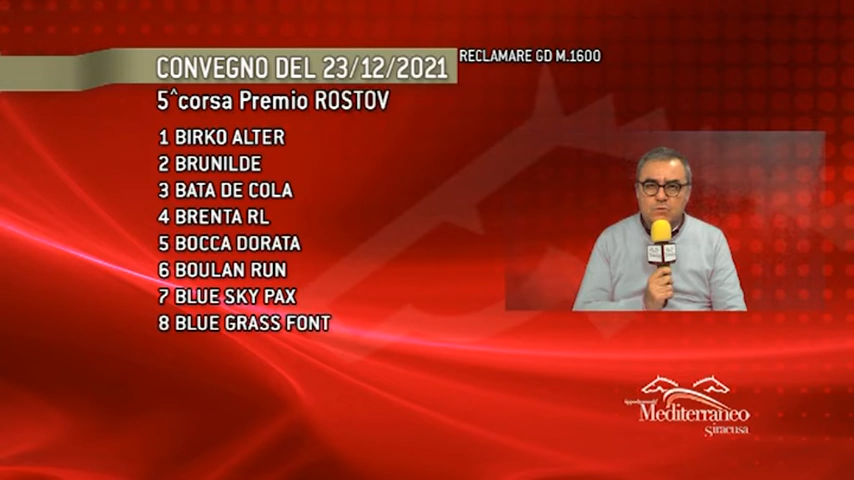 CONVEGNO DEL 23/12/2021
RECLAMARE GD M.1600
5^corsa Premio ROSTOV
1 BIRKO ALTER
2 BRUNILDE
3 BATA DE COLA
4 BRENTA RL
5 BOCCA DORATA
6 BOULAN RUN
7 BLUE SKY PAX
8 BLUE GRASS FONT
Mediterraneo
Siracusa